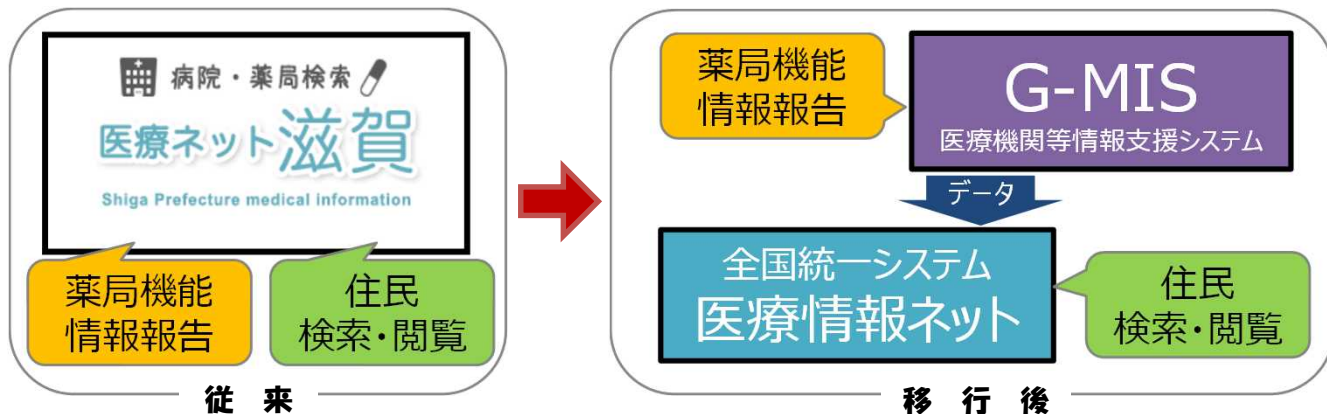 病院・薬局検索
医療ネット滋賀
Shiga Prefecture medical information
薬局機能
情報報告
住民
検索・閲覧
従来
薬局機能
情報報告
G-MIS
医療機関等情報支援システム
データ
全国統一システム
医療情報ネット
住民
検索・閲覧
移行後